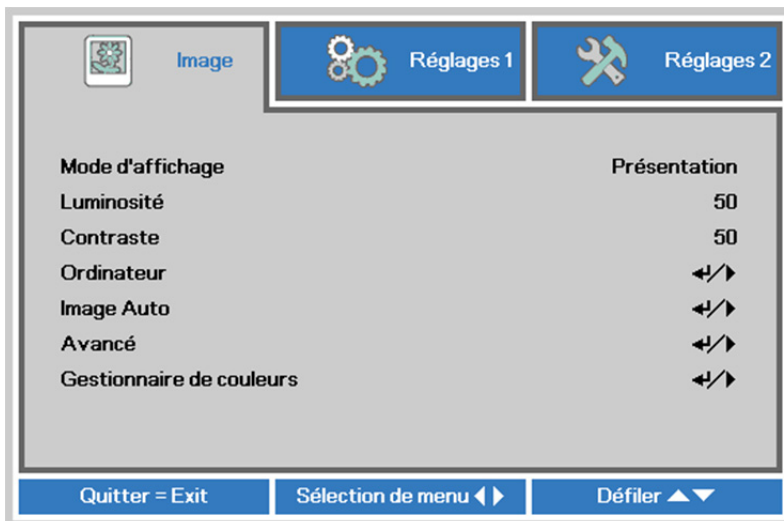 Image
Réglages 1
Réglages 2
Mode d'affichage Présentation
Luminosité 50
Contraste 50
Ordinateur ↵/▶
Image Auto ↵/▶
Avancé ↵/▶
Gestionnaire de couleurs ↵/▶
Quitter = Exit
Sélection de menu ◀ ▶
Défiler ▲▼